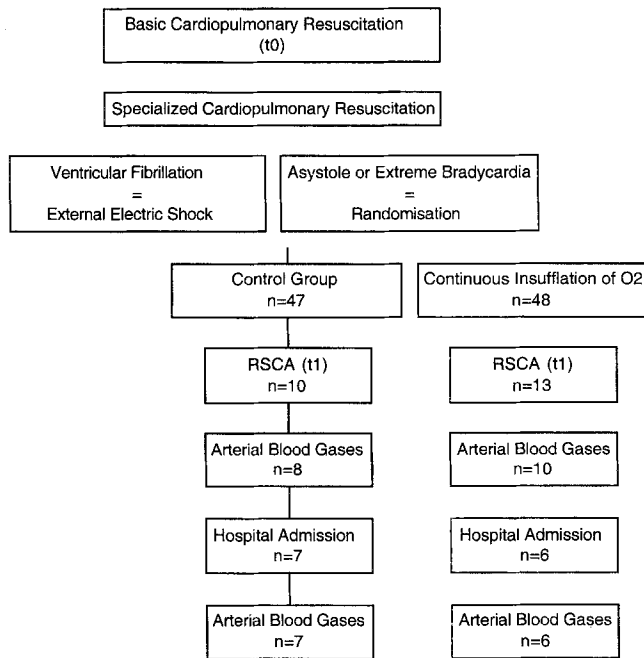 Basic Cardiopulmonary Resuscitation
(t0)
Specialized Cardiopulmonary Resuscitation
Ventricular Fibrillation
=
External Electric Shock
Asystole or Extreme Bradycardia
=
Randomisation
Control Group
n=47
Continuous Insufflation of O2
n=48
RSCA (t1)
n=10
RSCA (t1)
n=13
Arterial Blood Gases
n=8
Arterial Blood Gases
n=10
Hospital Admission
n=7
Hospital Admission
n=6
Arterial Blood Gases
n=7
Arterial Blood Gases
n=6